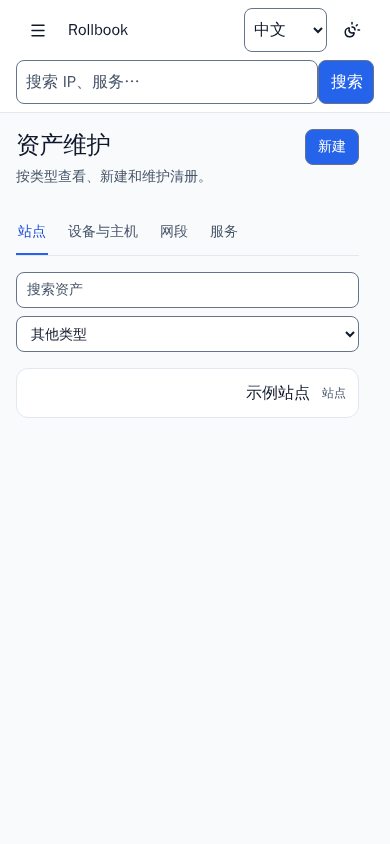 Rollbook
中文
搜索 IP、服务…
搜索
资产维护
新建
按类型查看、新建和维护清册。
站点 设备与主机 网段 服务
搜索资产
其他类型
示例站点 站点